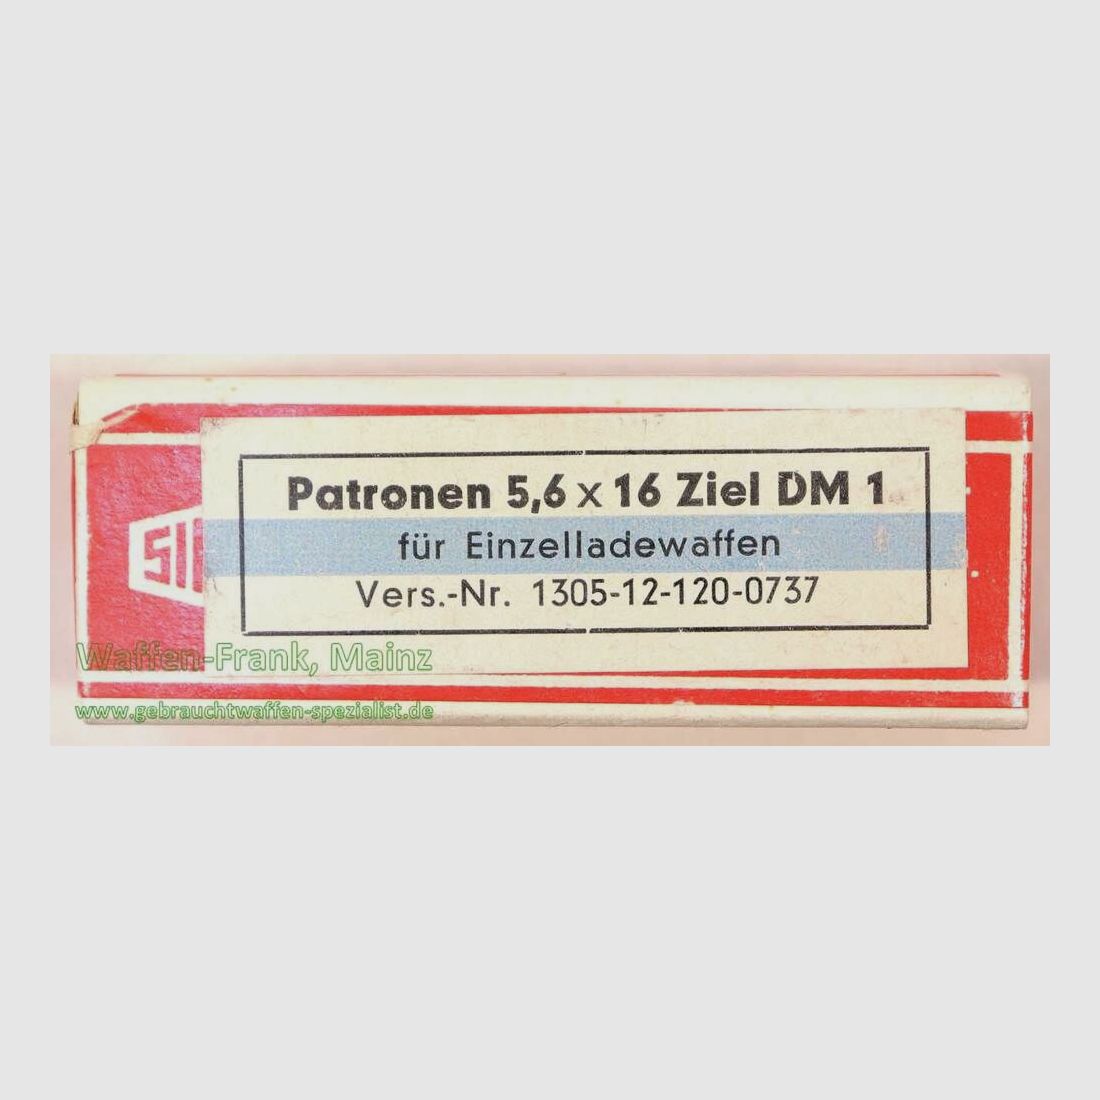 Patronen 5,6 x 16 Ziel DM 1
für Einzelladewaffen
Vers.-Nr. 1305-12-120-0737
Waffen-Frank, Mainz
www.gebrauchtwaffen-spezialist.de